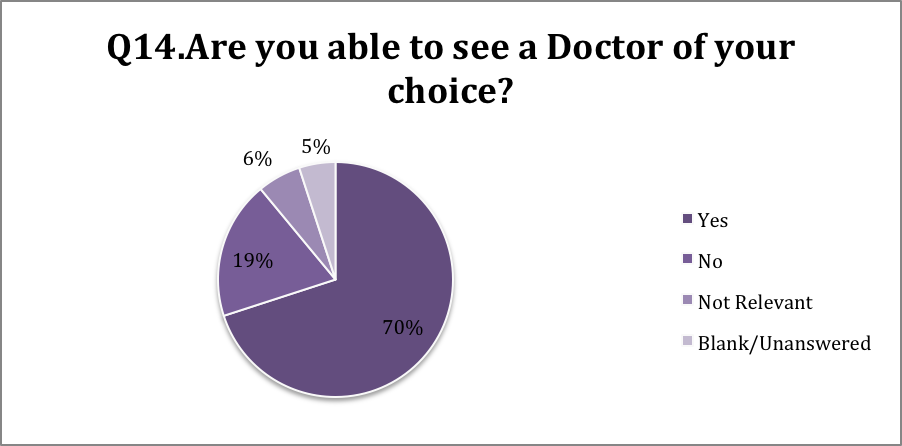 Q14.Are you able to see a Doctor of your
choice?
5%
6%
19%
70%
Yes
No
Not Relevant
Blank/Unanswered